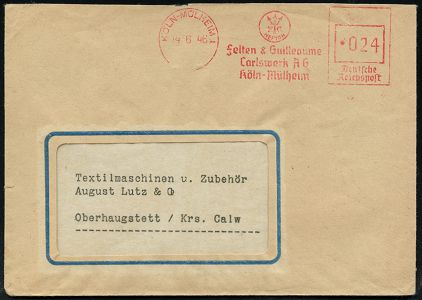 KÖLN-MÜLHEIM 1
14.6.46
Felten & Guilleaume
Carlswerk A G
Köln-Mülheim
*024
Deutsche
Reichspost
Textilmaschinen u. Zubehör
August Lutz & Co
Oberhaugstett / Krs. Calw